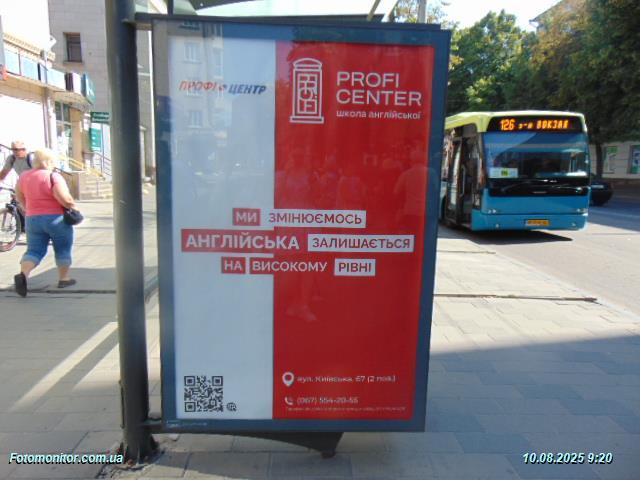 ПРОФІ ЦЕНТР
PROFI
CENTER
школа англійської
126 з-д ВОКЗАЛ
МИ ЗМІНЮЄМОСЬ
АНГЛІЙСЬКА ЗАЛИШАЄТЬСЯ
НА ВИСОКОМУ РІВНІ
вул. Київська, 67 (2 пов.)
(067) 554-20-55
Fotomonitor.com.ua
10.08.2025 9:20